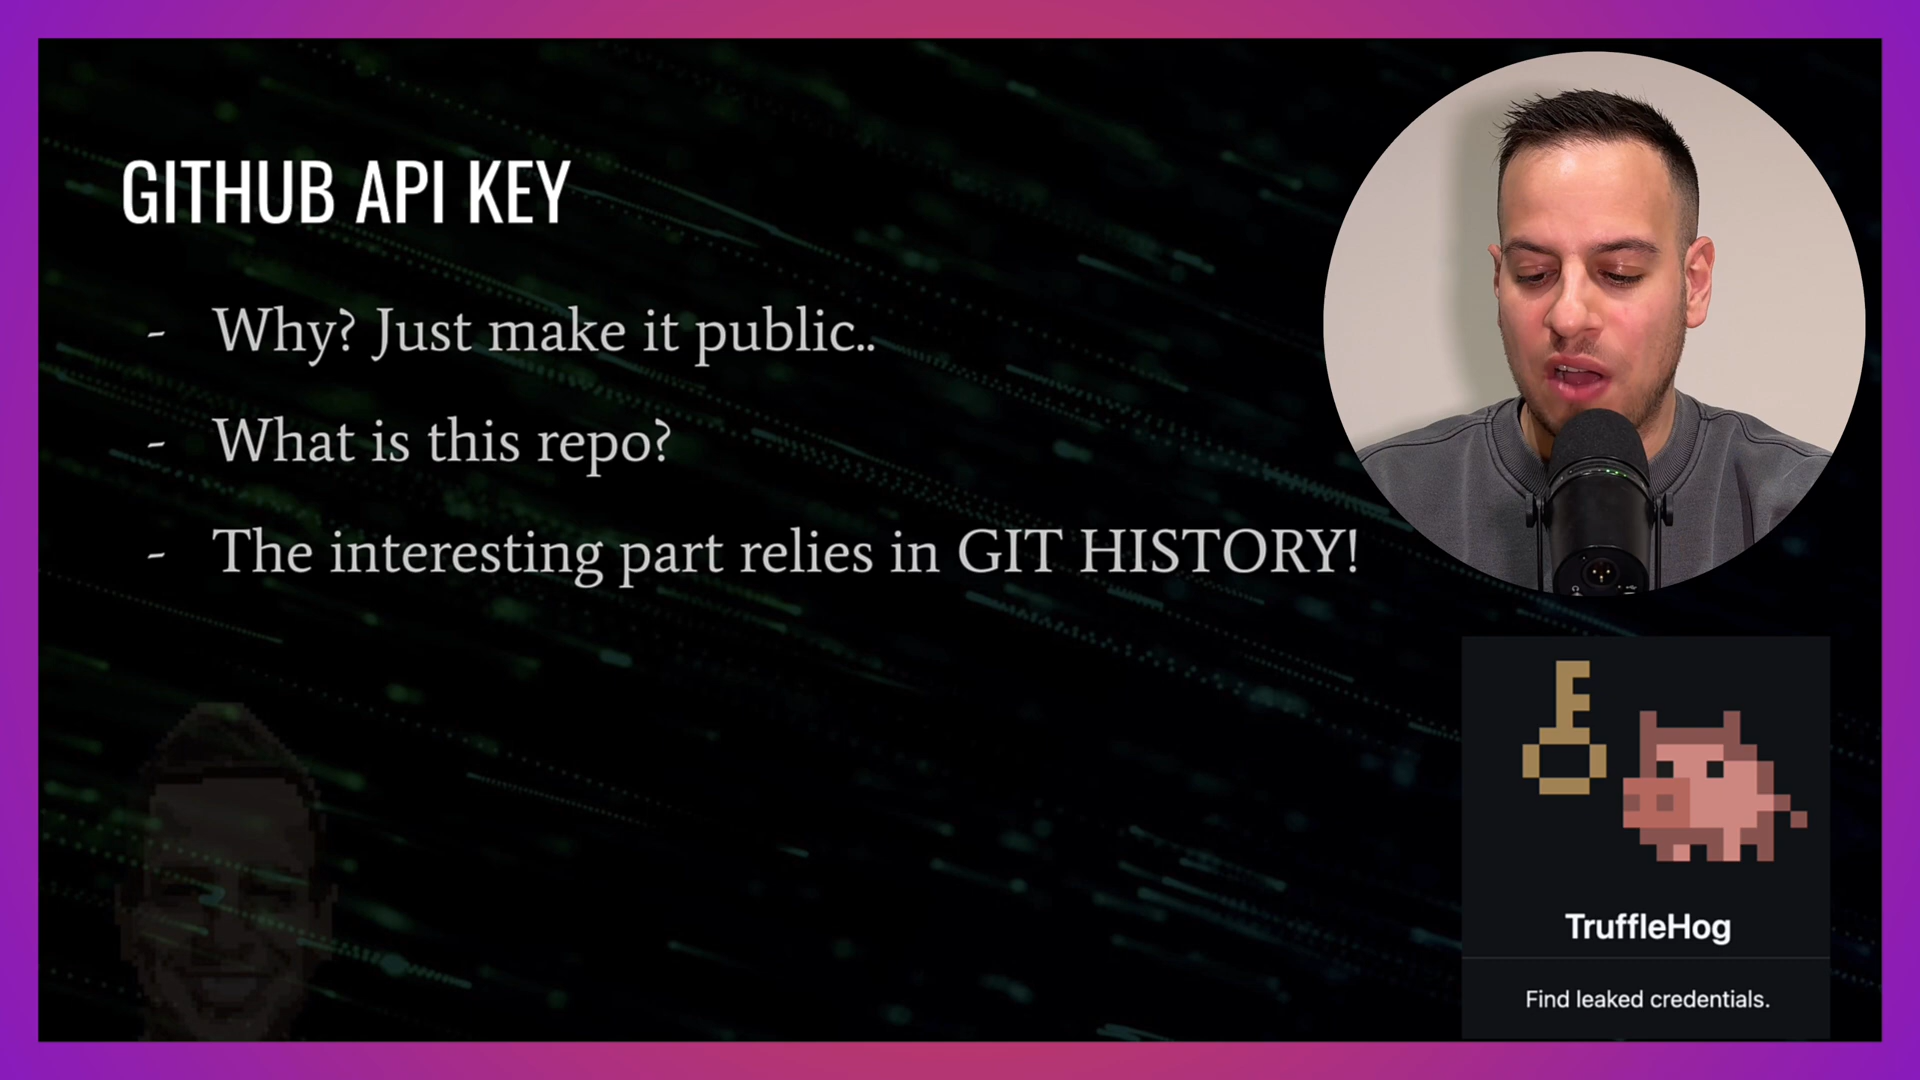 GITHUB API KEY
- Why? Just make it public..
- What is this repo?
- The interesting part relies in GIT HISTORY!
TruffleHog
Find leaked credentials.